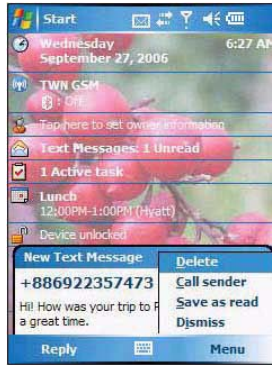 Start
Wednesday 6:27 AM
September 27, 2006
TWN GSM
: Off
Tap here to set owner information
Text Messages: 1 Unread
1 Active task
Lunch
12:00PM-1:00PM (Hyatt)
Device unlocked
New Text Message
+886922357473
Hi! How was your trip to
a great time.
Delete
Call sender
Save as read
Dismiss
Reply Menu